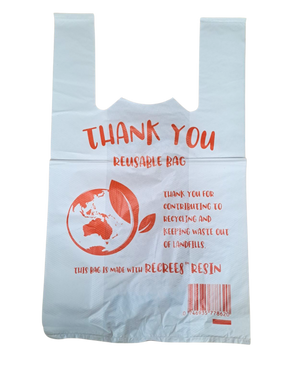 THANK YOU
REUSABLE BAG
THANK YOU FOR
CONTRIBUTING TO
RECYCLING AND
KEEPING WASTE OUT
OF LANDFILLS
THIS BAG IS MADE WITH RECREES™ RESIN